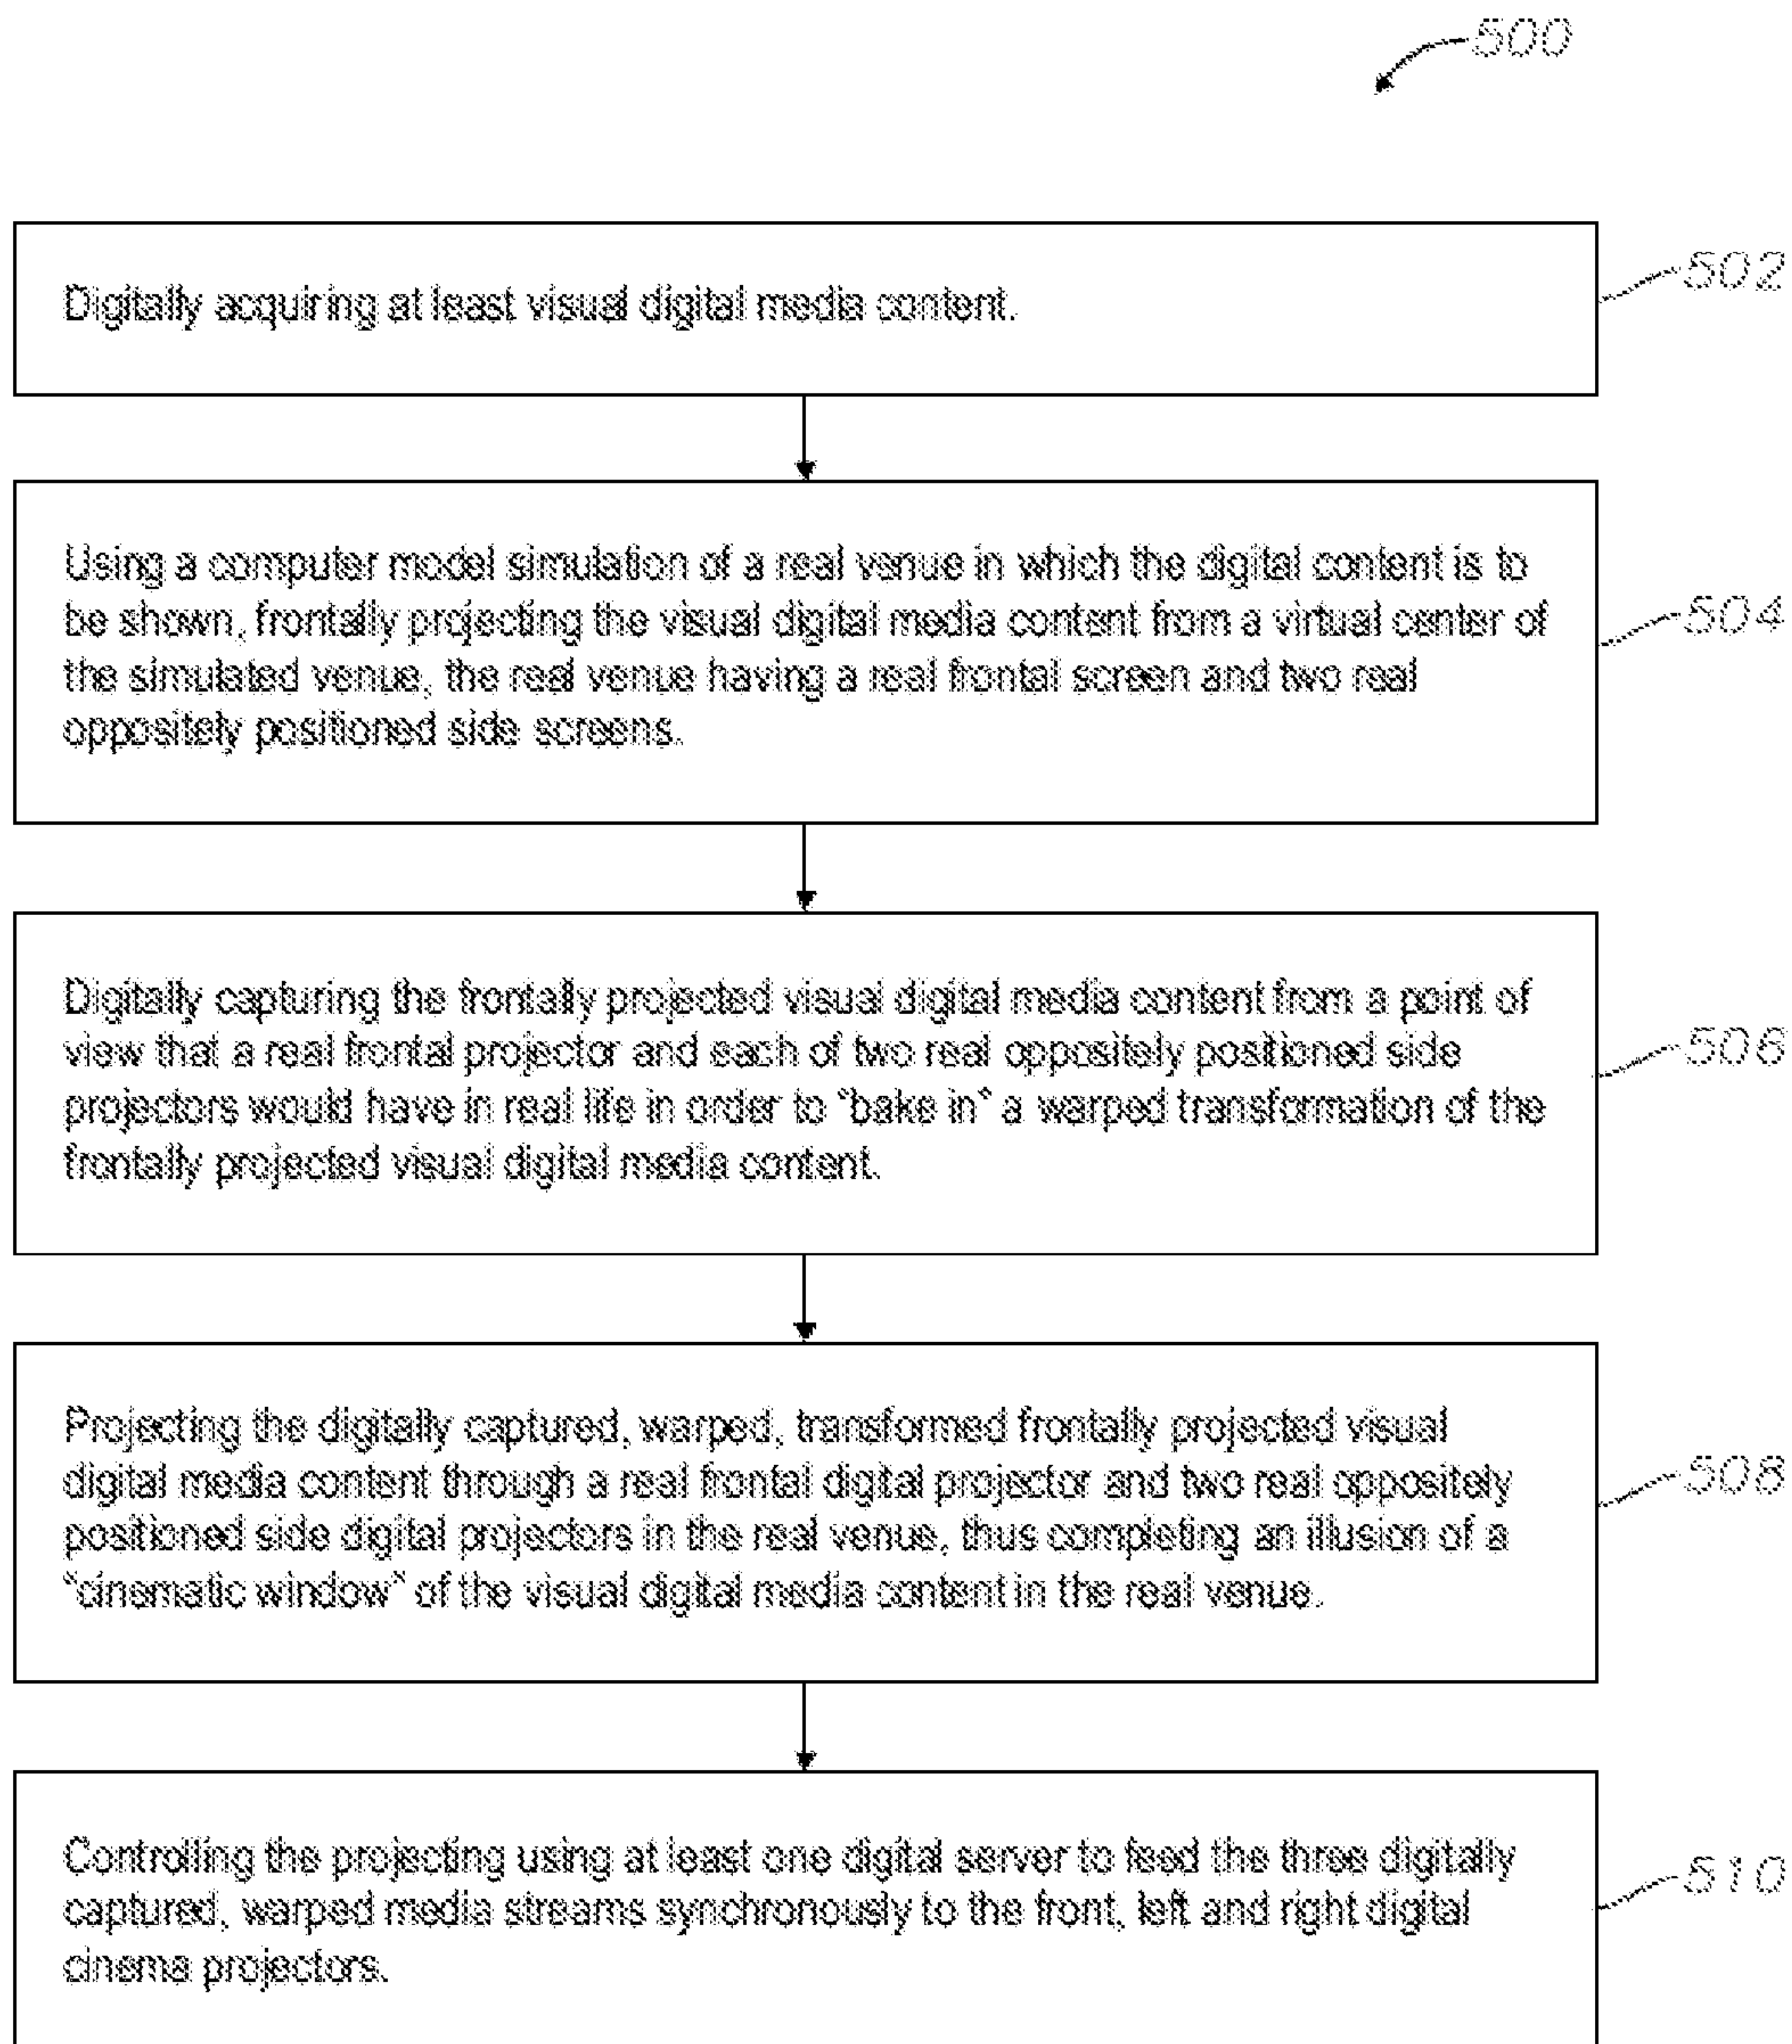 500
Digitally acquiring at least visual digital media content.
502
Using a computer model simulation of a real venue in which the digital content is to
be shown, frontally projecting the visual digital media content from a virtual center of
the simulated venue, the real venue having a real frontal screen and two real
oppositely positioned side screens.
504
Digitally capturing the frontally projected visual digital media content from a point of
view that a real frontal projector and each of two real oppositely positioned side
projectors would have in real life in order to "bake in" a warped transformation of the
frontally projected visual digital media content.
506
Projecting the digitally captured, warped, transformed frontally projected visual
digital media content through a real frontal digital projector and two real oppositely
positioned side digital projectors in the real venue, thus completing an illusion of a
"cinematic window" of the visual digital media content in the real venue.
508
Controlling the projecting using at least one digital server to feed the three digitally
captured, warped media streams synchronously to the front, left and right digital
cinema projectors.
510